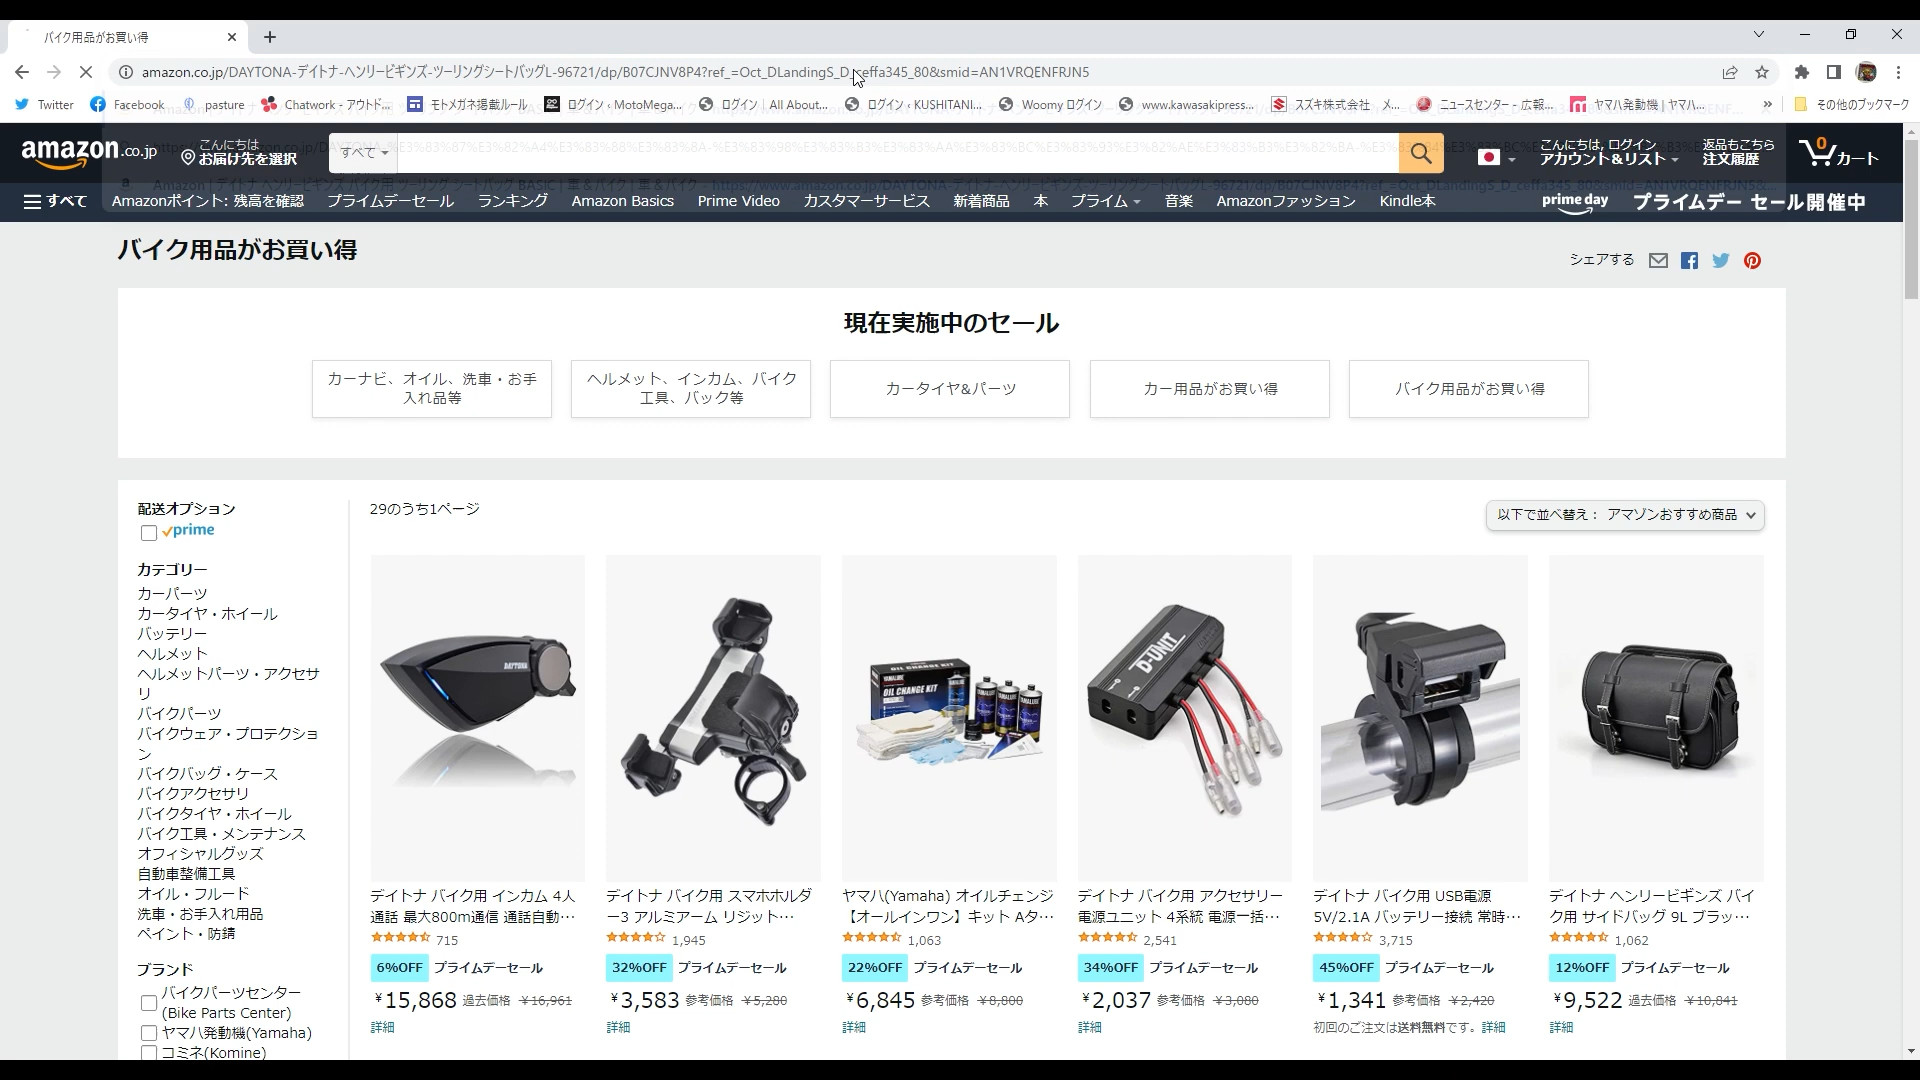 バイク用品がお買い得
amazon.co.jp/DAYTONA-デイトナ-ヘンリービギンズ-ツーリングシートバッグL-96721/dp/B07CJNV8P4?ref_=Oct_DLandingS_D_ceffa345_80&smid=AN1VRQENFRJN5
Twitter Facebook pasture Chatwork - アウトド... モトメガネ掲載ルール ログイン ‹ MotoMega... ログイン｜All About... ログイン ‹ KUSHITANI... Woomy ログイン www.kawasakipress... スズキ株式会社 メ... ニュースセンター - 広報... ヤマハ発動機 | ヤマハ... » その他のブックマーク
amazon.co.jp
こんにちは
お届け先を選択
すべて
こんにちは, ログイン
アカウント&リスト
返品もこちら
注文履歴
0
カート
すべて Amazonポイント: 残高を確認 プライムデーセール ランキング Amazon Basics Prime Video カスタマーサービス 新着商品 本 プライム 音楽 Amazonファッション Kindle本 prime day プライムデー セール開催中
バイク用品がお買い得
シェアする
現在実施中のセール
カーナビ、オイル、洗車・お手
入れ品等
ヘルメット、インカム、バイク
工具、バック等
カータイヤ&パーツ
カー用品がお買い得
バイク用品がお買い得
配送オプション
prime
カテゴリー
カーパーツ
カータイヤ・ホイール
バッテリー
ヘルメット
ヘルメットパーツ・アクセサ
リ
バイクパーツ
バイクウェア・プロテクショ
ン
バイクバッグ・ケース
バイクアクセサリ
バイクタイヤ・ホイール
バイク工具・メンテナンス
オフィシャルグッズ
自動車整備工具
オイル・フルード
洗車・お手入れ用品
ペイント・防錆
ブランド
バイクパーツセンター
(Bike Parts Center)
ヤマハ発動機(Yamaha)
コミネ(Komine)
29のうち1ページ
以下で並べ替え： アマゾンおすすめ商品
DAYTONA
デイトナ バイク用 インカム 4人
通話 最大800m通信 通話自動…
715
6%OFF プライムデーセール
￥15,868 過去価格 ￥16,961
詳細
デイトナ バイク用 スマホホルダ
ー3 アルミアーム リジット…
1,945
32%OFF プライムデーセール
￥3,583 参考価格 ￥5,280
詳細
YAMALUBE
OIL CHANGE KIT
OIL CHANGE KIT
ヤマハ(Yamaha) オイルチェンジ
【オールインワン】キット Aタ…
1,063
22%OFF プライムデーセール
￥6,845 参考価格 ￥8,800
詳細
D-UNIT
デイトナ バイク用 アクセサリー
電源ユニット 4系統 電源一括…
2,541
34%OFF プライムデーセール
￥2,037 参考価格 ￥3,080
詳細
デイトナ バイク用 USB電源
5V/2.1A バッテリー接続 常時…
3,715
45%OFF プライムデーセール
￥1,341 参考価格 ￥2,420
初回のご注文は送料無料です。 詳細
デイトナ ヘンリービギンズ バイ
ク用 サイドバッグ 9L ブラッ…
1,062
12%OFF プライムデーセール
￥9,522 過去価格 ￥10,841
詳細